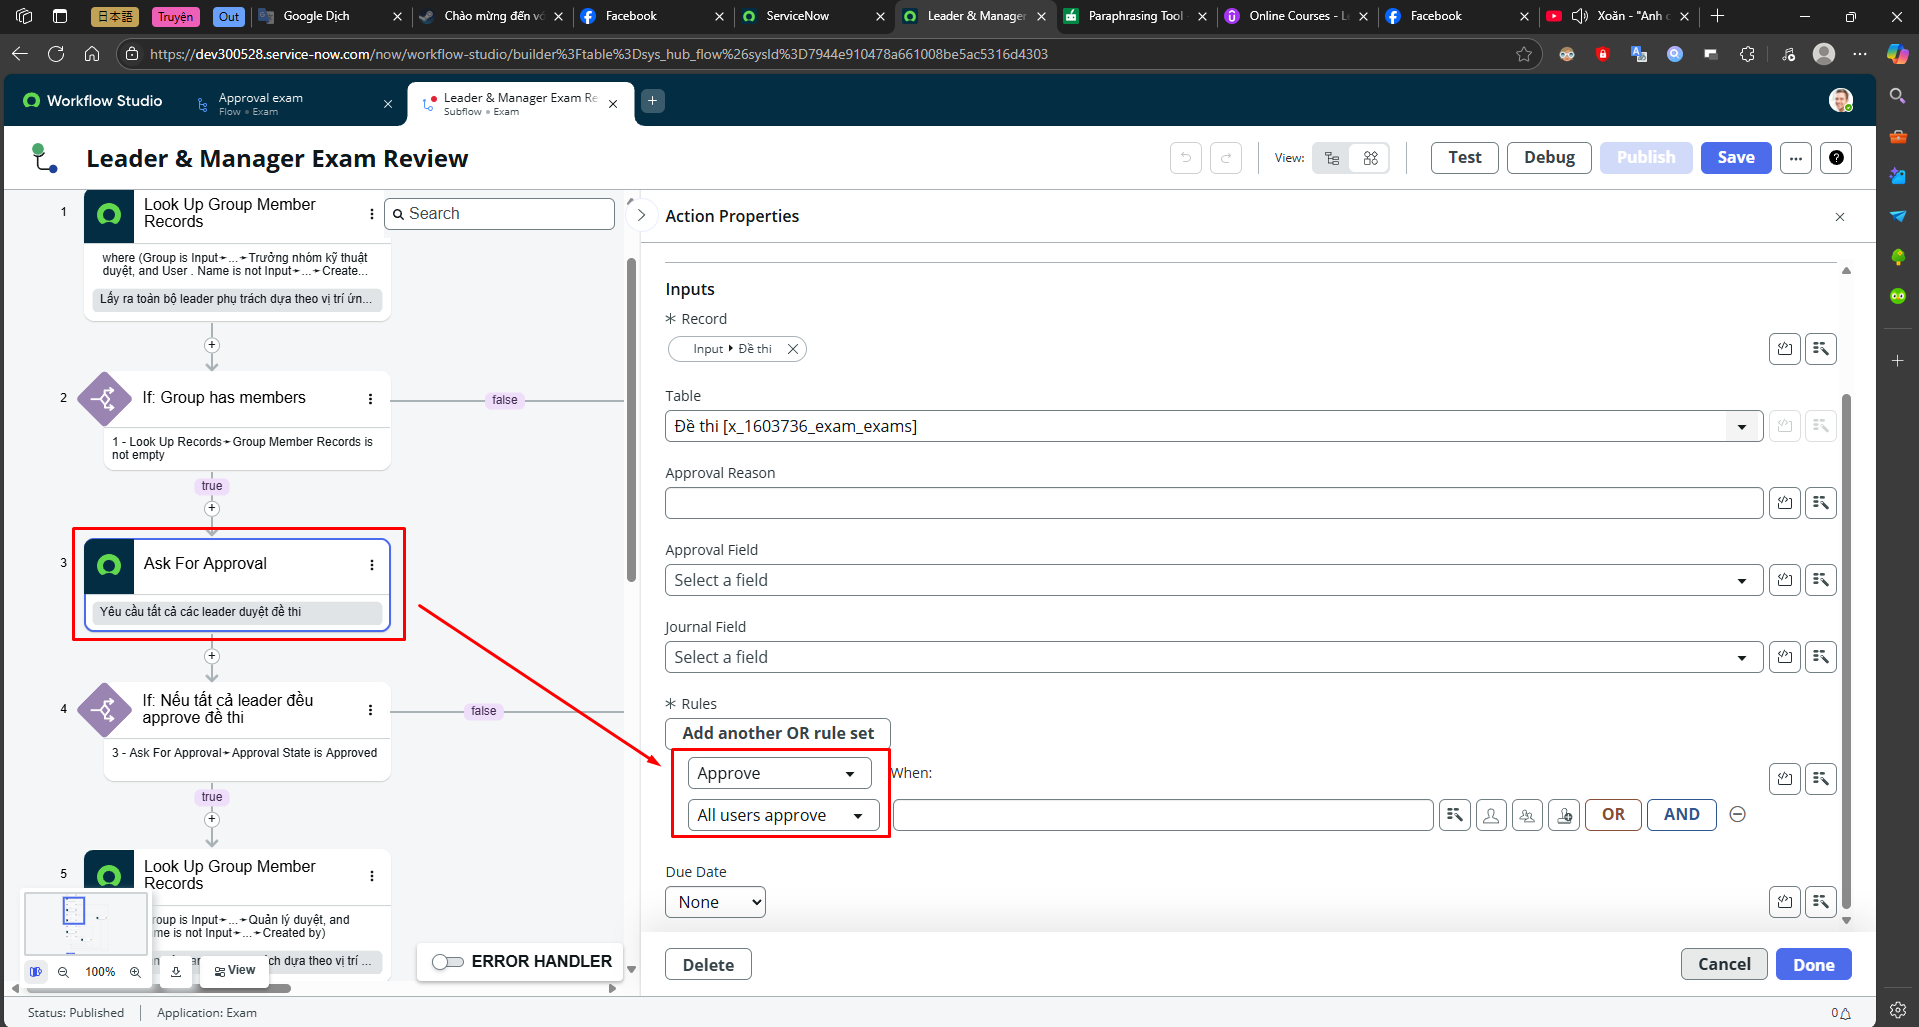 日本語
Truyện
Out
Google Dịch
Chào mừng đến vớ
Facebook
ServiceNow
Leader & Manager
Paraphrasing Tool -
Online Courses - L
Facebook
Xoăn - "Anh c
https://dev300528.service-now.com/now/workflow-studio/builder%3Ftable%3Dsys_hub_flow%26sysId%3D7944e910478a661008be5ac5316d4303
Workflow Studio
Approval exam
Flow • Exam
Leader & Manager Exam Re
Subflow • Exam
Leader & Manager Exam Review
View:
Test
Debug
Publish
Save
1
Look Up Group Member
Records
Search
where (Group is Input➛...➛Trưởng nhóm kỹ thuật
duyệt, and User . Name is not Input➛...➛Create...
Lấy ra toàn bộ leader phụ trách dựa theo vị trí ứn...
2
If: Group has members
false
1 - Look Up Records➛Group Member Records is
not empty
true
3
Ask For Approval
Yêu cầu tất cả các leader duyệt đề thi
4
If: Nếu tất cả leader đều
approve đề thi
false
3 - Ask For Approval➛Approval State is Approved
true
5
Look Up Group Member
Records
roup is Input➛...➛Quản lý duyệt, and
me is not Input➛...➛Created by)
ch dựa theo vị trí ...
100%
View
ERROR HANDLER
Action Properties
Inputs
* Record
Input ▸ Đề thi
Table
Đề thi [x_1603736_exam_exams]
Approval Reason
Approval Field
Select a field
Journal Field
Select a field
* Rules
Add another OR rule set
Approve
When:
All users approve
OR
AND
Due Date
None
Delete
Cancel
Done
Status: Published
Application: Exam
0